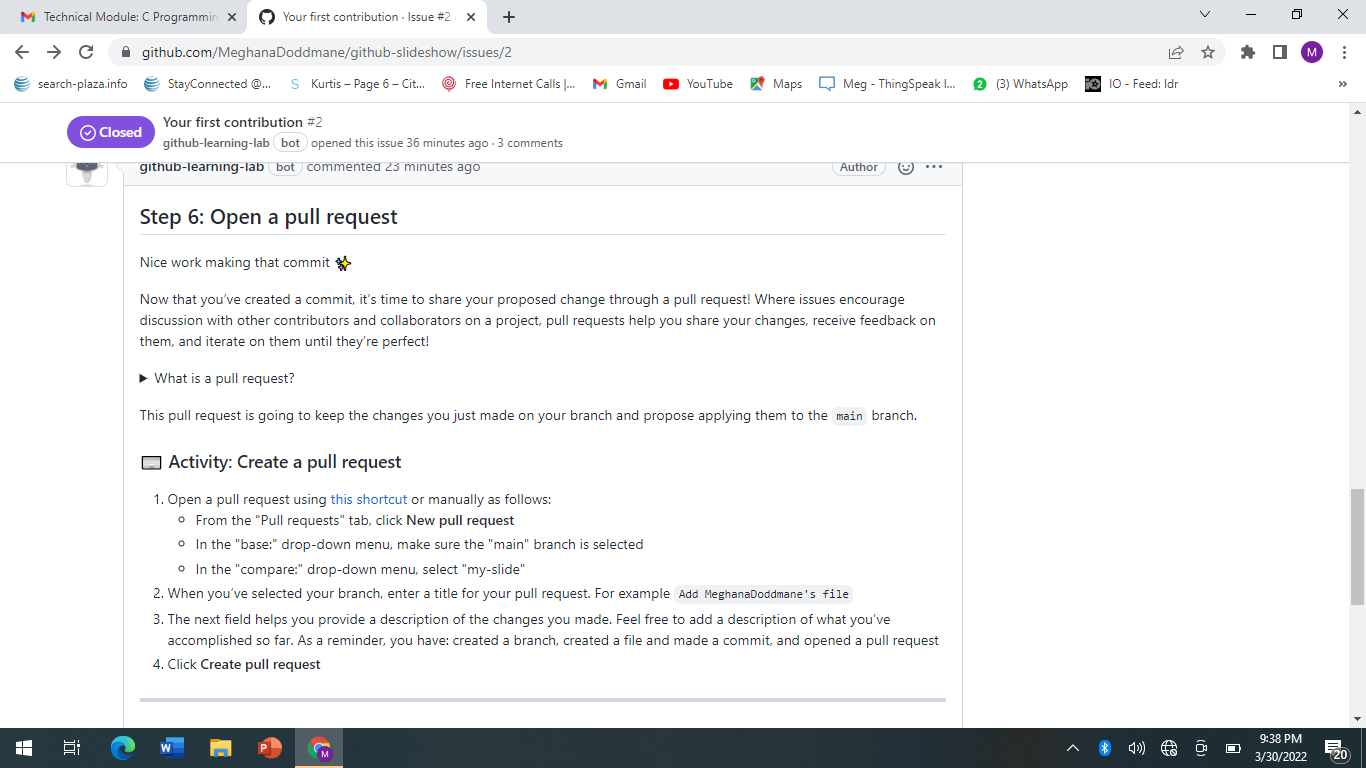 Technical Module: C Programmin
Your first contribution · Issue #2 ·
github.com/MeghanaDoddmane/github-slideshow/issues/2
M
search-plaza.info
StayConnected @...
S Kurtis – Page 6 – Cit...
Free Internet Calls |...
Gmail
YouTube
Maps
Meg - ThingSpeak I...
2 (3) WhatsApp
IO - Feed: ldr
»
Closed
Your first contribution #2
github-learning-lab bot opened this issue 36 minutes ago · 3 comments
github-learning-lab bot commented 23 minutes ago
Author
Step 6: Open a pull request
Nice work making that commit ✨
Now that you've created a commit, it's time to share your proposed change through a pull request! Where issues encourage
discussion with other contributors and collaborators on a project, pull requests help you share your changes, receive feedback on
them, and iterate on them until they're perfect!
What is a pull request?
This pull request is going to keep the changes you just made on your branch and propose applying them to the main branch.
Activity: Create a pull request
1. Open a pull request using this shortcut or manually as follows:
○ From the "Pull requests" tab, click New pull request
○ In the "base:" drop-down menu, make sure the "main" branch is selected
○ In the "compare:" drop-down menu, select "my-slide"
2. When you've selected your branch, enter a title for your pull request. For example Add MeghanaDoddmane's file
3. The next field helps you provide a description of the changes you made. Feel free to add a description of what you've
accomplished so far. As a reminder, you have: created a branch, created a file and made a commit, and opened a pull request
4. Click Create pull request
M
9:38 PM
3/30/2022
20